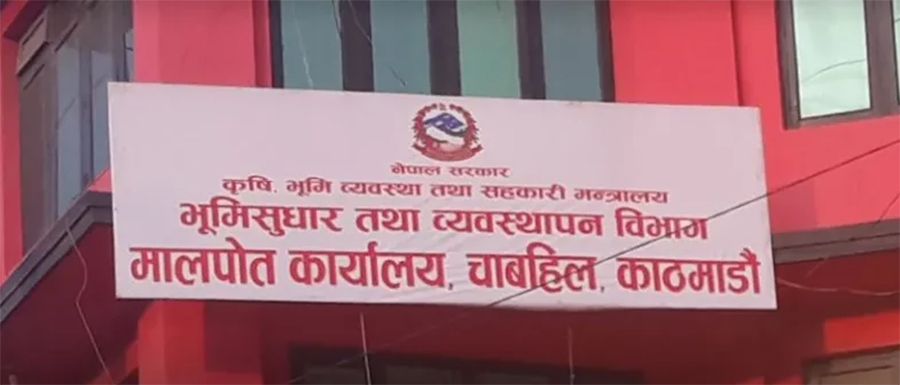 नेपाल सरकार
कृषि, भूमि व्यवस्था तथा सहकारी मन्त्रालय
भूमिसुधार तथा व्यवस्थापन विभाग
मालपोत कार्यालय, चाबहिल, काठमाडौं